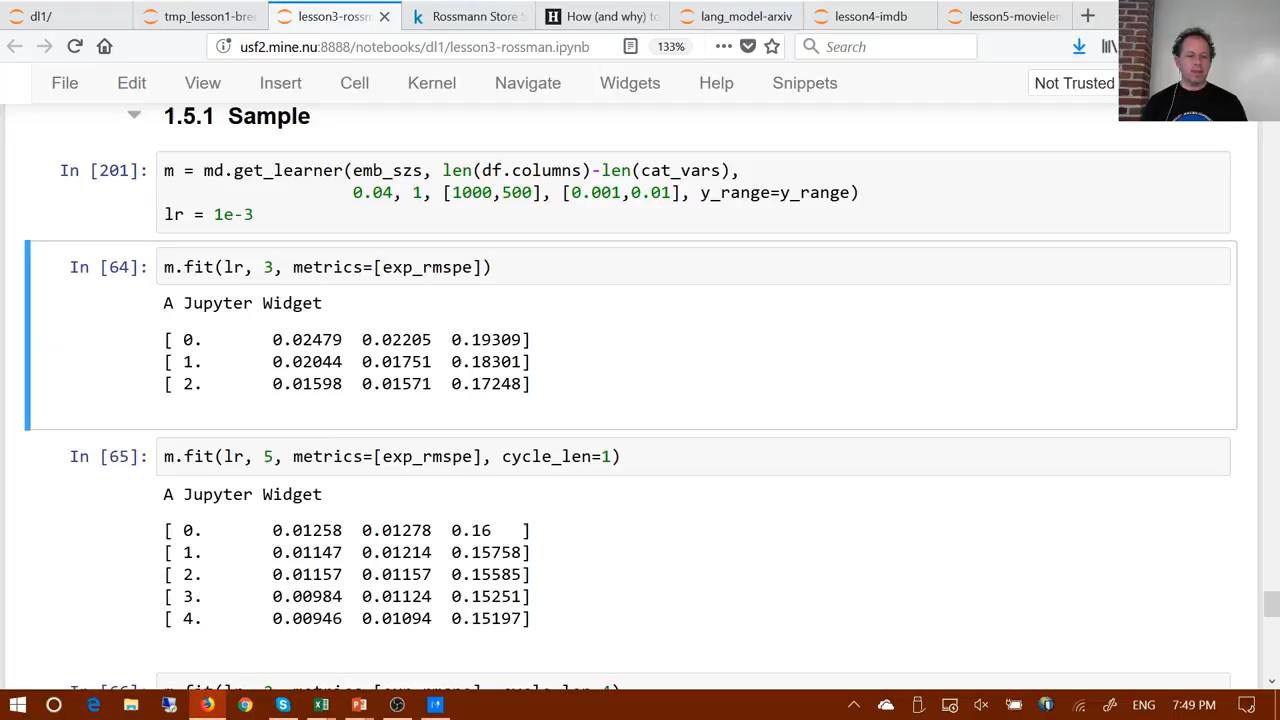 dl1/
tmp_lesson1-bree
lesson3-rossm
Rossmann Store S
How (and why) to
lang_model-arxiv
lesson4-imdb
lesson5-movielen
usf2.mine.nu:8888/notebooks/dl1/lesson3-rossman.ipynb
133%
Search
File Edit View Insert Cell Kernel Navigate Widgets Help Snippets Not Trusted
1.5.1 Sample
In [201]: m = md.get_learner(emb_szs, len(df.columns)-len(cat_vars),
0.04, 1, [1000,500], [0.001,0.01], y_range=y_range)
lr = 1e-3
In [64]: m.fit(lr, 3, metrics=[exp_rmspe])
A Jupyter Widget
[ 0. 0.02479 0.02205 0.19309]
[ 1. 0.02044 0.01751 0.18301]
[ 2. 0.01598 0.01571 0.17248]
In [65]: m.fit(lr, 5, metrics=[exp_rmspe], cycle_len=1)
A Jupyter Widget
[ 0. 0.01258 0.01278 0.16 ]
[ 1. 0.01147 0.01214 0.15758]
[ 2. 0.01157 0.01157 0.15585]
[ 3. 0.00984 0.01124 0.15251]
[ 4. 0.00946 0.01094 0.15197]
ENG 7:49 PM